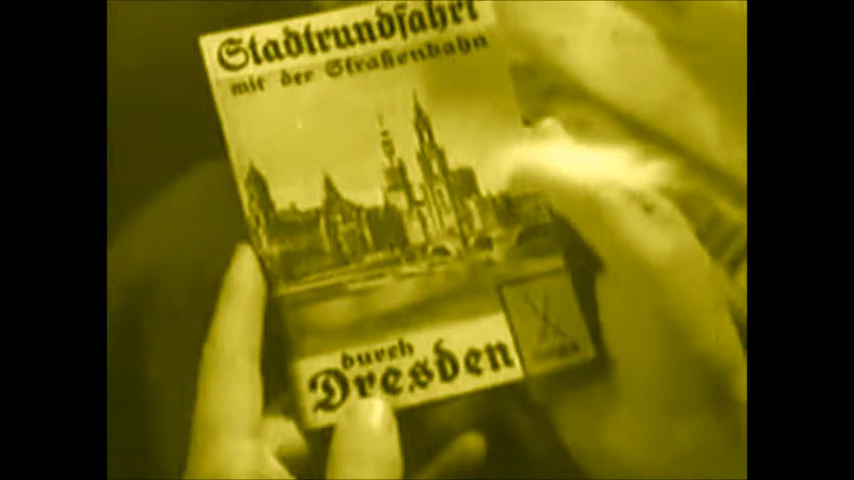 Stadtrundfahrt
mit der Straßenbahn
durch
Dresden